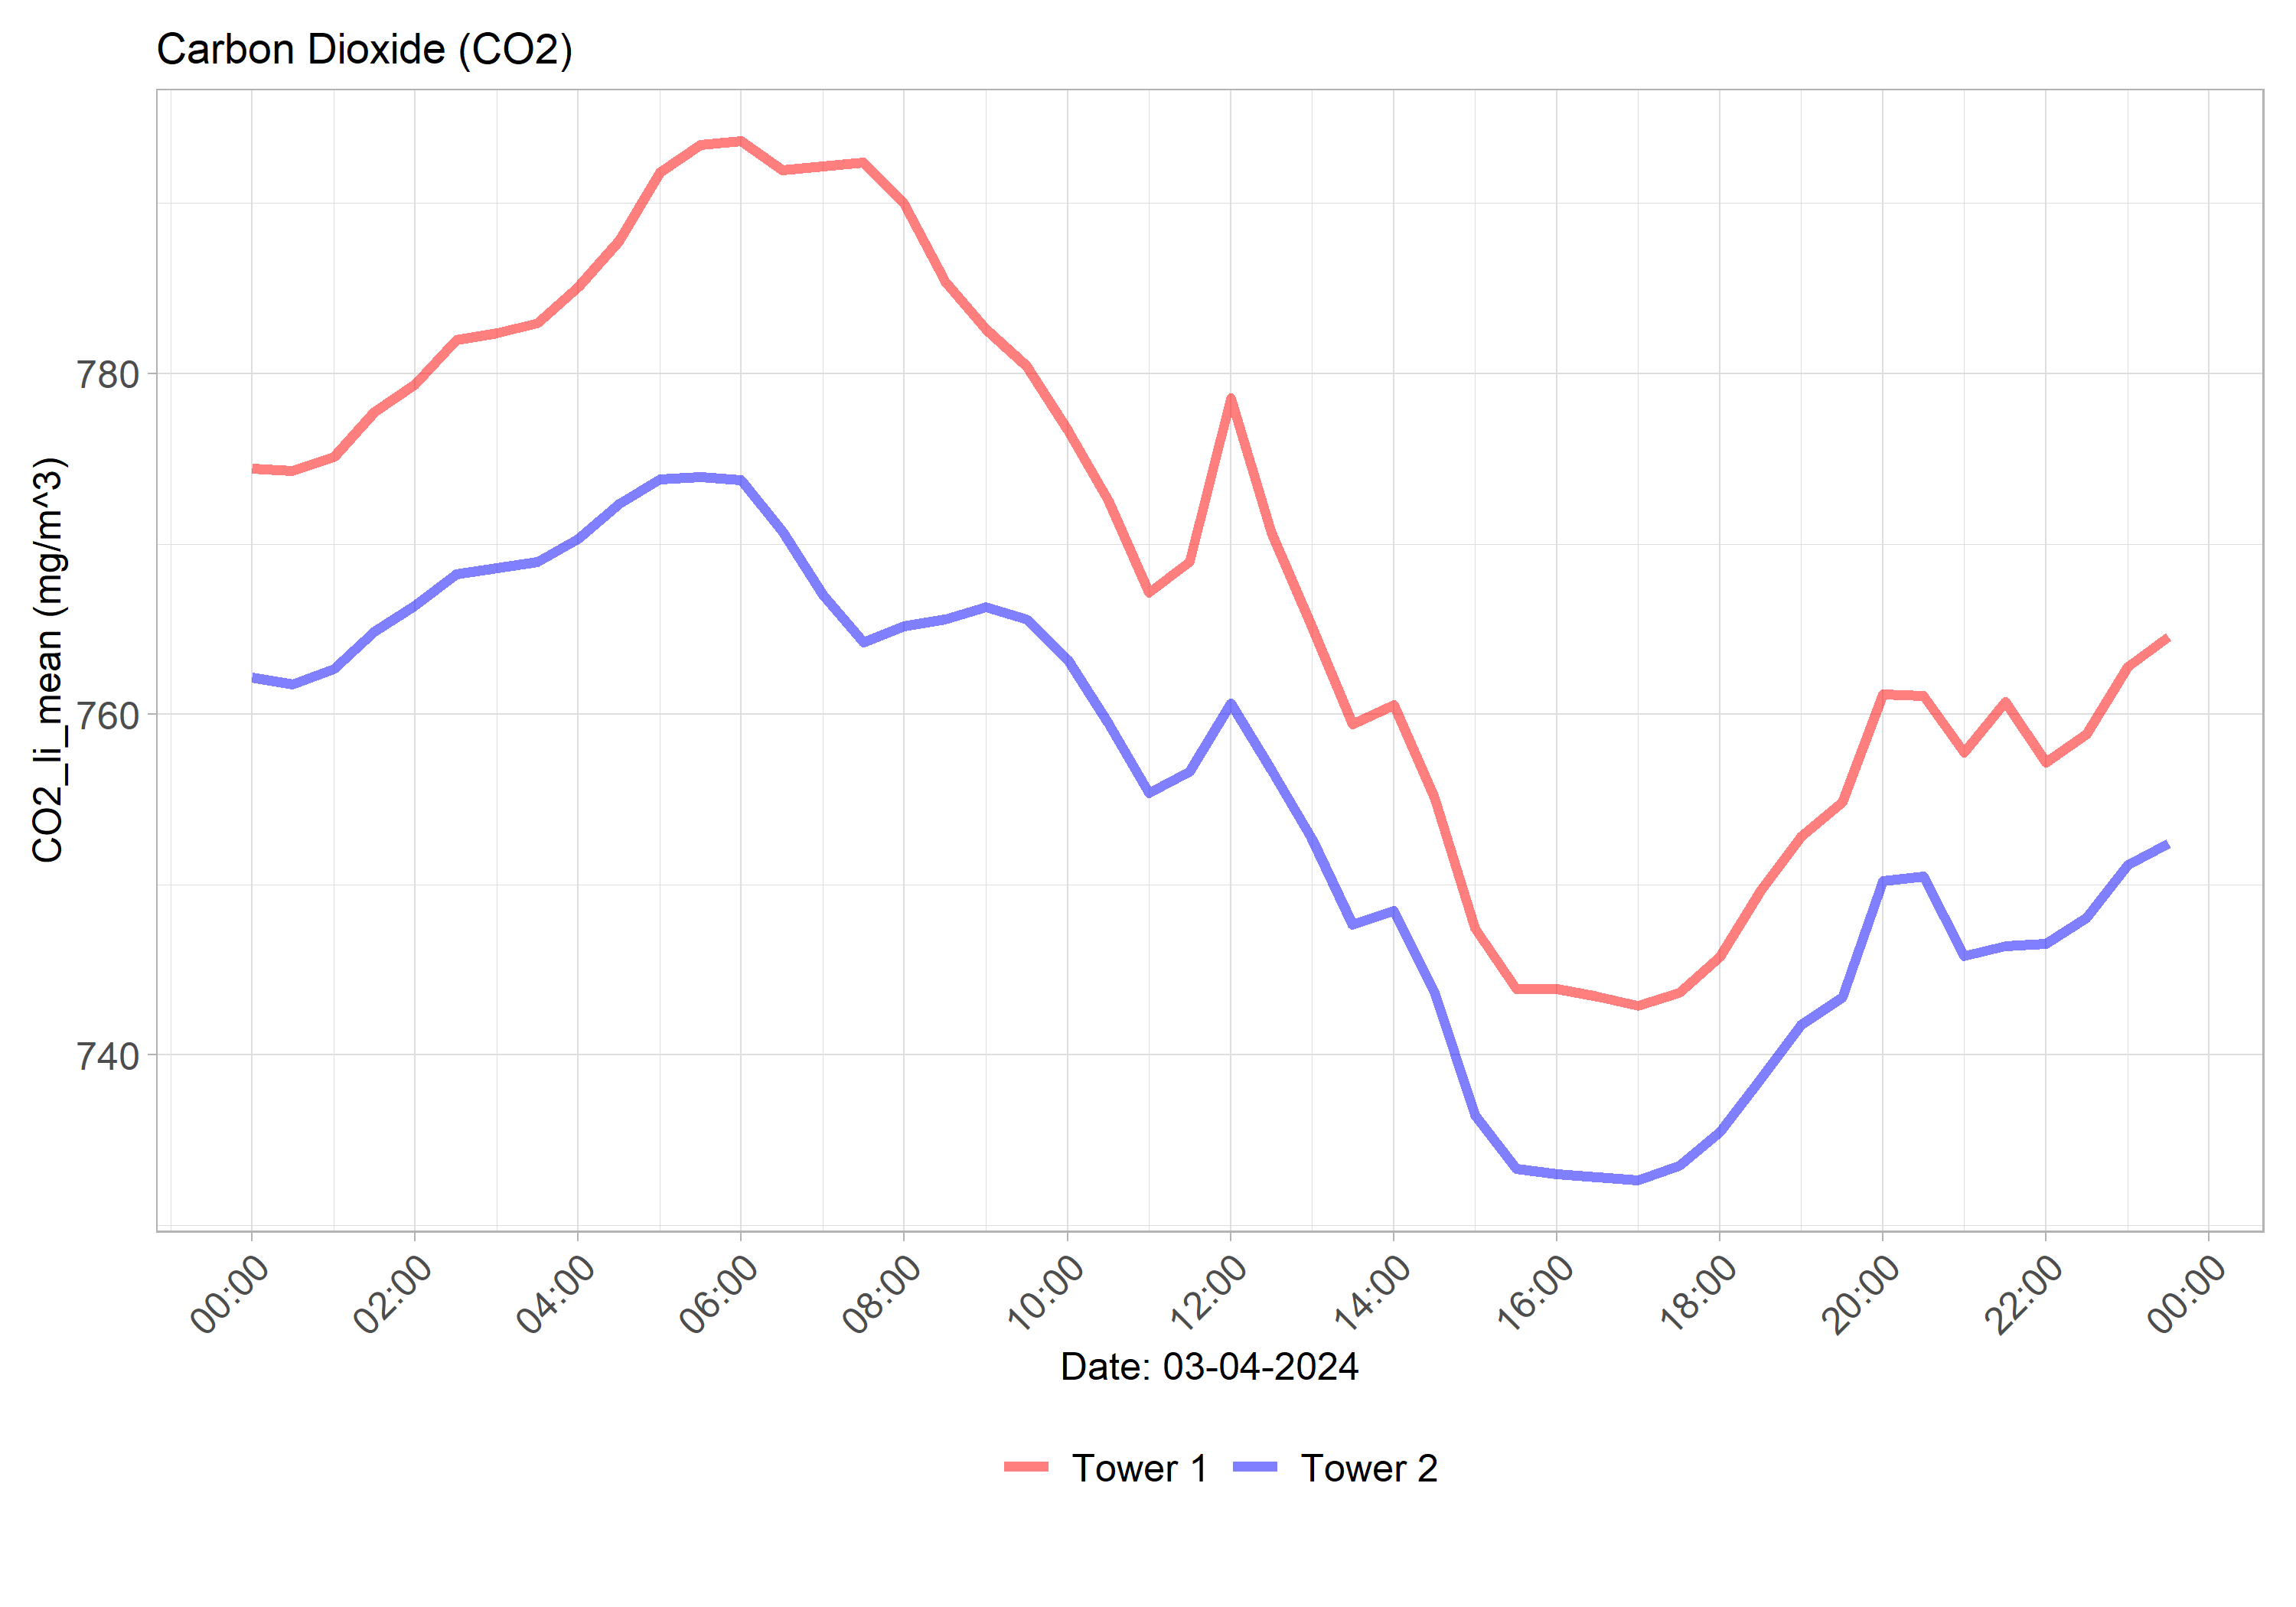 Carbon Dioxide (CO2)
CO2_li_mean (mg/m^3)
780
760
740
00:00 02:00 04:00 06:00 08:00 10:00 12:00 14:00 16:00 18:00 20:00 22:00 00:00
Date: 03-04-2024
Tower 1 Tower 2